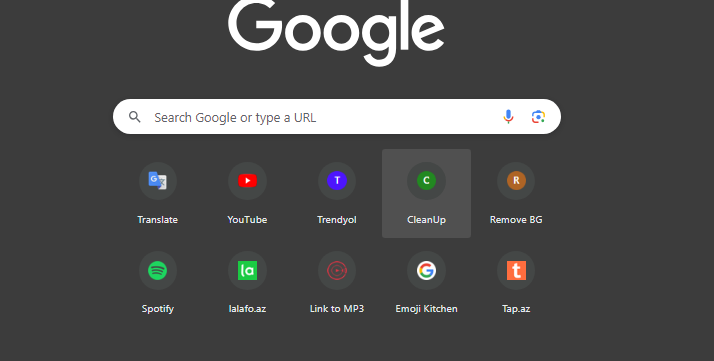 Google
Search Google or type a URL
T
C
R
Translate
YouTube
Trendyol
CleanUp
Remove BG
la
G
t
Spotify
lalafo.az
Link to MP3
Emoji Kitchen
Tap.az